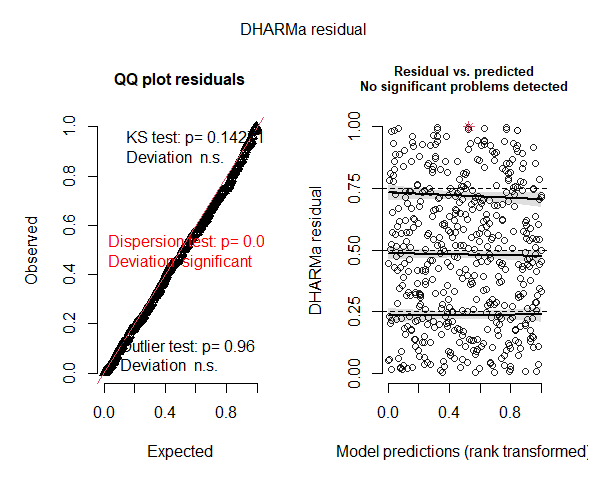 DHARMa residual
QQ plot residuals
KS test: p= 0.142
Deviation n.s.
Dispersion test: p= 0.0
Deviation significant
Outlier test: p= 0.96
Deviation n.s.
Observed
0.0 0.2 0.4 0.6 0.8 1.0
0.0 0.4 0.8
Expected
Residual vs. predicted
No significant problems detected
DHARMa residual
0.00 0.25 0.50 0.75 1.00
0.0 0.4 0.8
Model predictions (rank transformed)